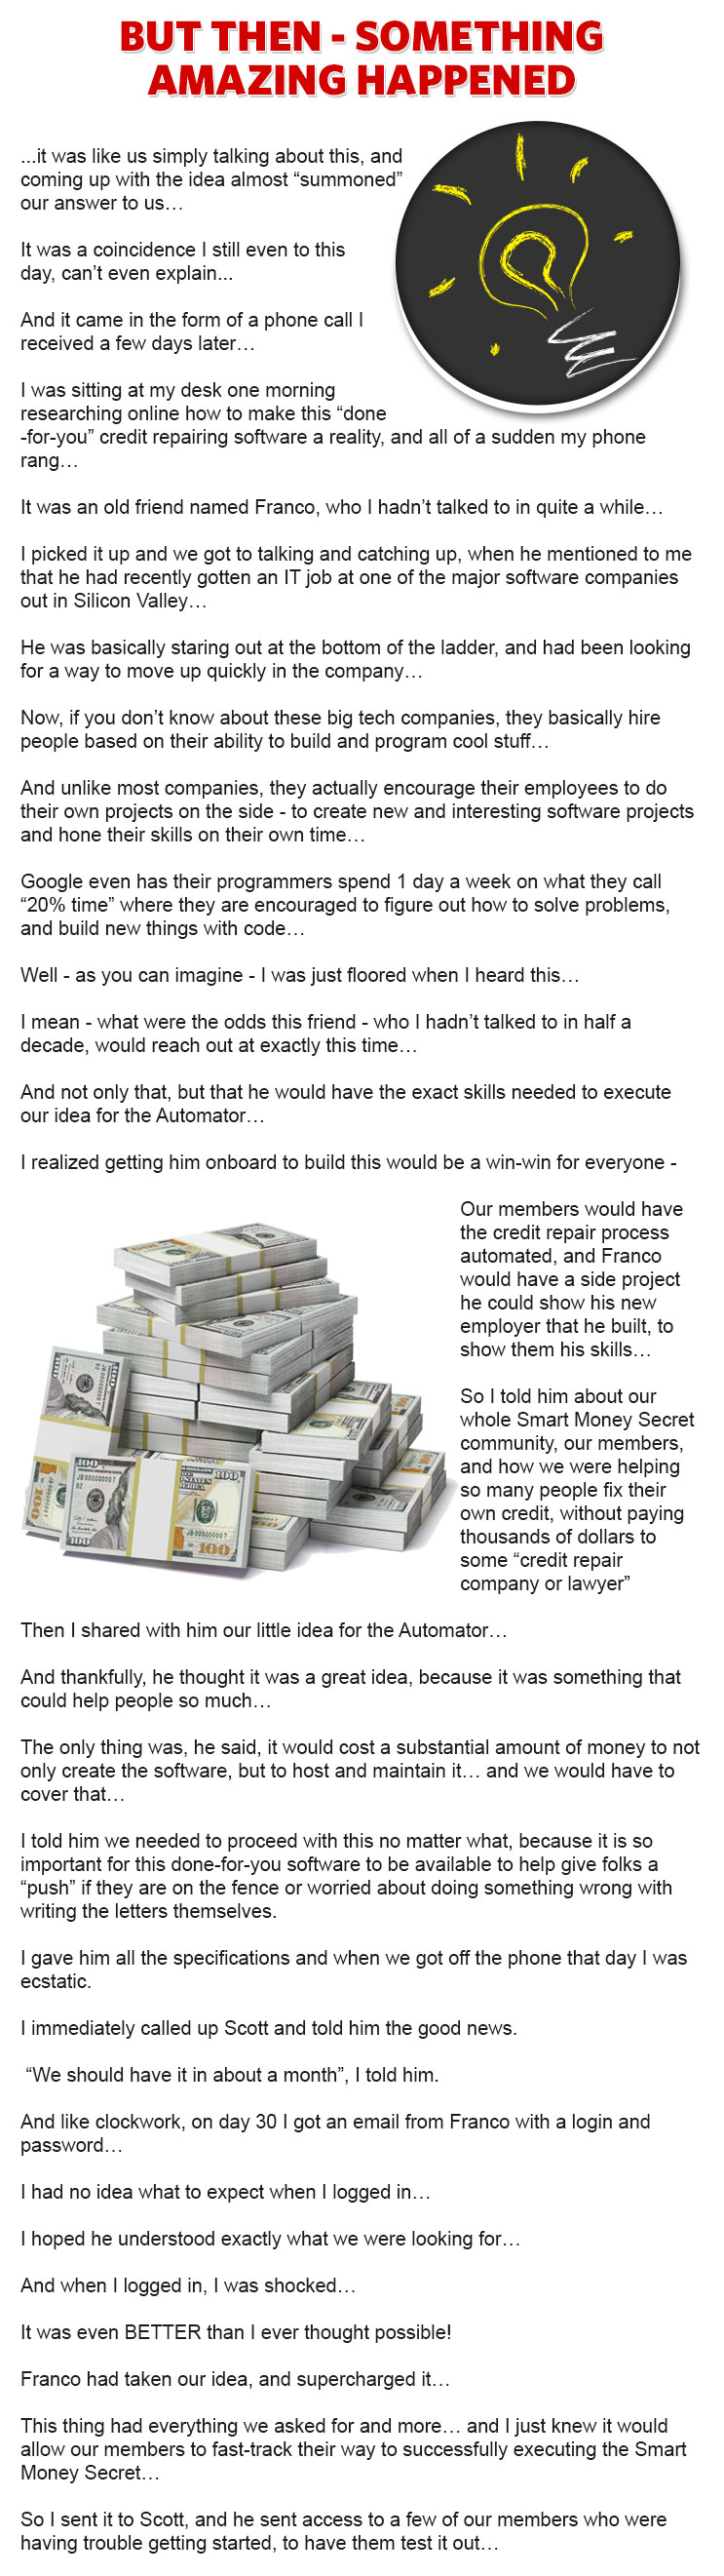 BUT THEN - SOMETHING
AMAZING HAPPENED
...it was like us simply talking about this, and
coming up with the idea almost “summoned”
our answer to us…
It was a coincidence I still even to this
day, can’t even explain...
And it came in the form of a phone call I
received a few days later…
I was sitting at my desk one morning
researching online how to make this “done
-for-you” credit repairing software a reality, and all of a sudden my phone
rang…
It was an old friend named Franco, who I hadn’t talked to in quite a while…
I picked it up and we got to talking and catching up, when he mentioned to me
that he had recently gotten an IT job at one of the major software companies
out in Silicon Valley…
He was basically staring out at the bottom of the ladder, and had been looking
for a way to move up quickly in the company…
Now, if you don’t know about these big tech companies, they basically hire
people based on their ability to build and program cool stuff…
And unlike most companies, they actually encourage their employees to do
their own projects on the side - to create new and interesting software projects
and hone their skills on their own time…
Google even has their programmers spend 1 day a week on what they call
“20% time” where they are encouraged to figure out how to solve problems,
and build new things with code…
Well - as you can imagine - I was just floored when I heard this…
I mean - what were the odds this friend - who I hadn’t talked to in half a
decade, would reach out at exactly this time…
And not only that, but that he would have the exact skills needed to execute
our idea for the Automator…
I realized getting him onboard to build this would be a win-win for everyone -
Our members would have
the credit repair process
automated, and Franco
would have a side project
he could show his new
employer that he built, to
show them his skills…
So I told him about our
whole Smart Money Secret
community, our members,
and how we were helping
so many people fix their
own credit, without paying
thousands of dollars to
some “credit repair
company or lawyer”
Then I shared with him our little idea for the Automator…
And thankfully, he thought it was a great idea, because it was something that
could help people so much…
The only thing was, he said, it would cost a substantial amount of money to not
only create the software, but to host and maintain it… and we would have to
cover that…
I told him we needed to proceed with this no matter what, because it is so
important for this done-for-you software to be available to help give folks a
“push” if they are on the fence or worried about doing something wrong with
writing the letters themselves.
I gave him all the specifications and when we got off the phone that day I was
ecstatic.
I immediately called up Scott and told him the good news.
“We should have it in about a month”, I told him.
And like clockwork, on day 30 I got an email from Franco with a login and
password…
I had no idea what to expect when I logged in…
I hoped he understood exactly what we were looking for…
And when I logged in, I was shocked…
It was even BETTER than I ever thought possible!
Franco had taken our idea, and supercharged it…
This thing had everything we asked for and more… and I just knew it would
allow our members to fast-track their way to successfully executing the Smart
Money Secret…
So I sent it to Scott, and he sent access to a few of our members who were
having trouble getting started, to have them test it out…